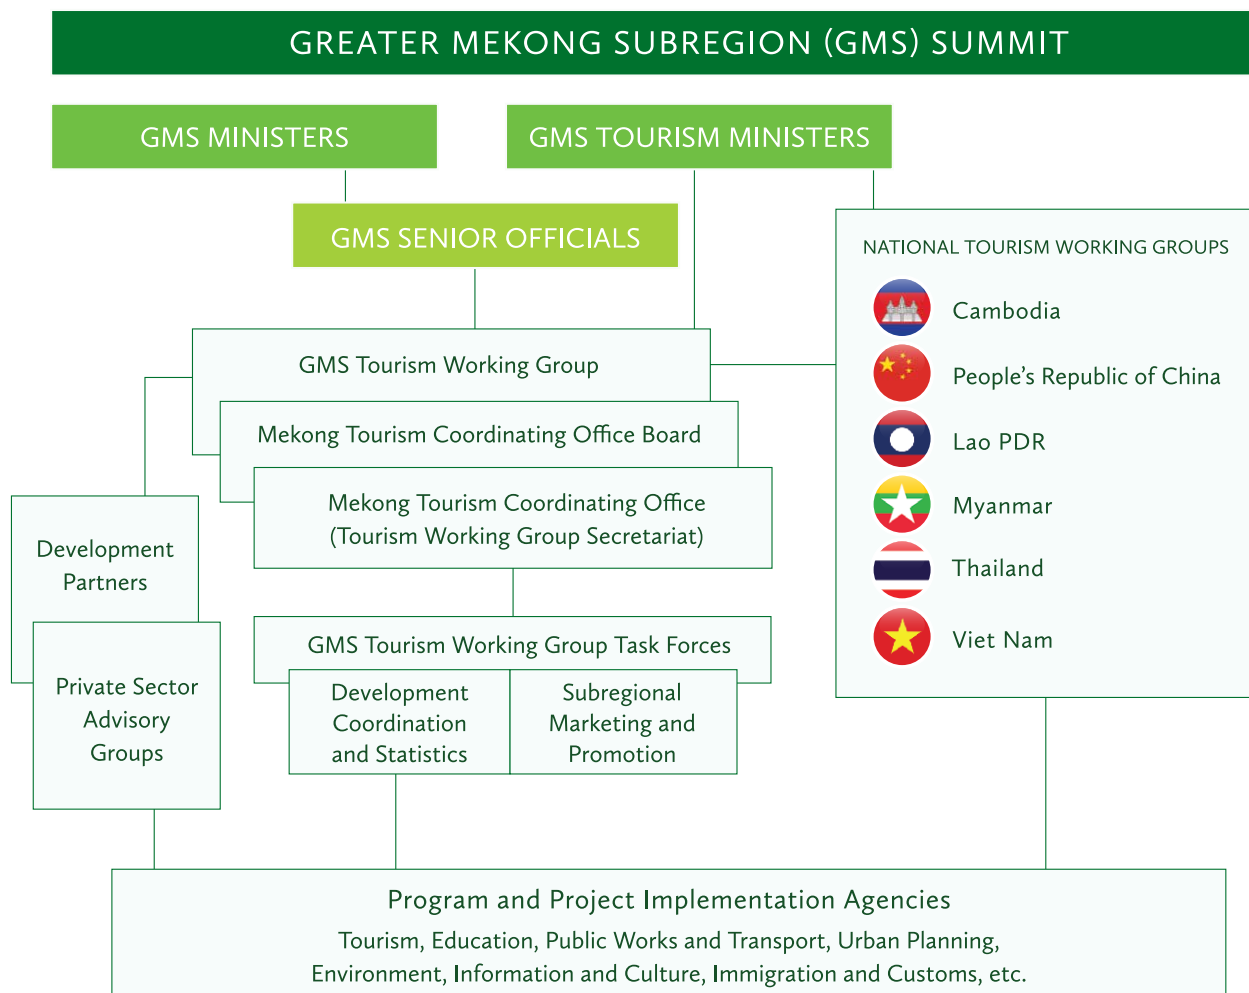 GREATER MEKONG SUBREGION (GMS) SUMMIT
GMS MINISTERS
GMS TOURISM MINISTERS
GMS SENIOR OFFICIALS
NATIONAL TOURISM WORKING GROUPS
Cambodia
People’s Republic of China
Lao PDR
Myanmar
Thailand
Viet Nam
GMS Tourism Working Group
Mekong Tourism Coordinating Office Board
Mekong Tourism Coordinating Office
(Tourism Working Group Secretariat)
Development
Partners
Private Sector
Advisory
Groups
GMS Tourism Working Group Task Forces
Development
Coordination
and Statistics
Subregional
Marketing and
Promotion
Program and Project Implementation Agencies
Tourism, Education, Public Works and Transport, Urban Planning,
Environment, Information and Culture, Immigration and Customs, etc.